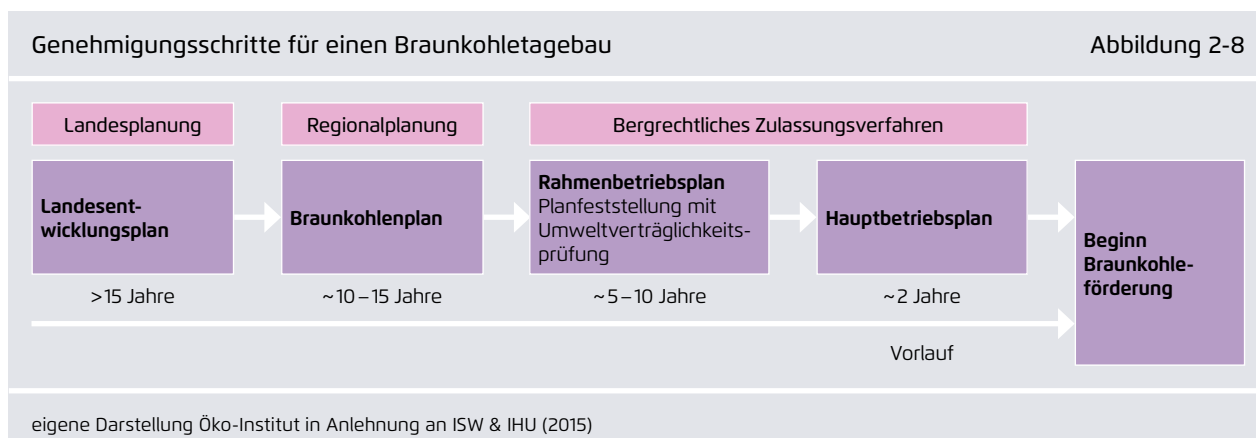 Genehmigungsschritte für einen Braunkohletagebau
Abbildung 2-8
Landesplanung
Regionalplanung
Bergrechtliches Zulassungsverfahren
Landesent-
wicklungsplan
Braunkohlenplan
Rahmenbetriebsplan
Planfeststellung mit
Umweltverträglichkeits-
prüfung
Hauptbetriebsplan
Beginn
Braunkohle-
förderung
>15 Jahre
~10–15 Jahre
~5–10 Jahre
~2 Jahre
Vorlauf
eigene Darstellung Öko-Institut in Anlehnung an ISW & IHU (2015)